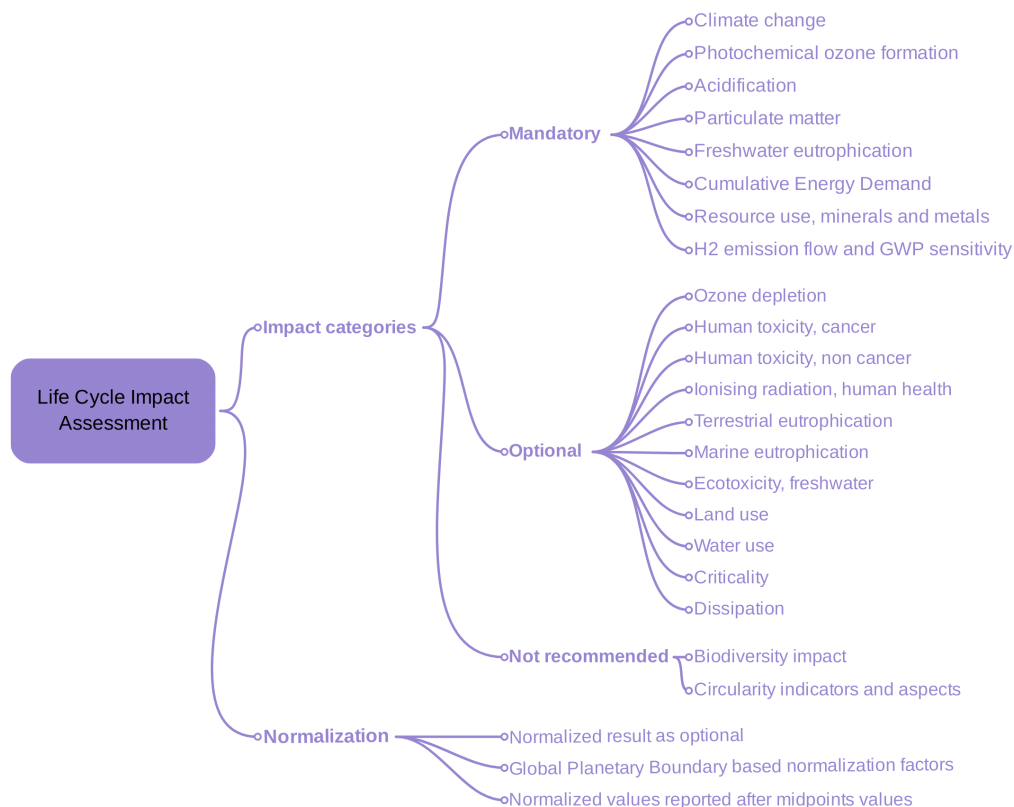 Life Cycle Impact
Assessment
Impact categories
Mandatory
Climate change
Photochemical ozone formation
Acidification
Particulate matter
Freshwater eutrophication
Cumulative Energy Demand
Resource use, minerals and metals
H2 emission flow and GWP sensitivity
Optional
Ozone depletion
Human toxicity, cancer
Human toxicity, non cancer
Ionising radiation, human health
Terrestrial eutrophication
Marine eutrophication
Ecotoxicity, freshwater
Land use
Water use
Criticality
Dissipation
Not recommended
Biodiversity impact
Circularity indicators and aspects
Normalization
Normalized result as optional
Global Planetary Boundary based normalization factors
Normalized values reported after midpoints values